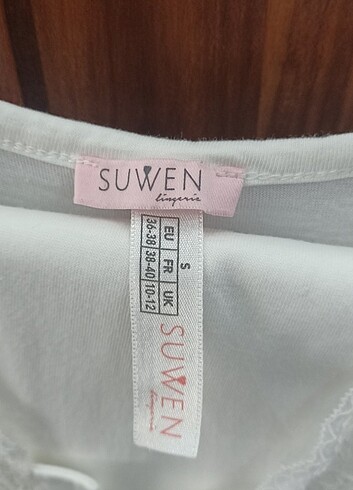 SUWEN
lingerie
S
EU FR UK
36-38 38-40 10-12
SUWEN
lingerie